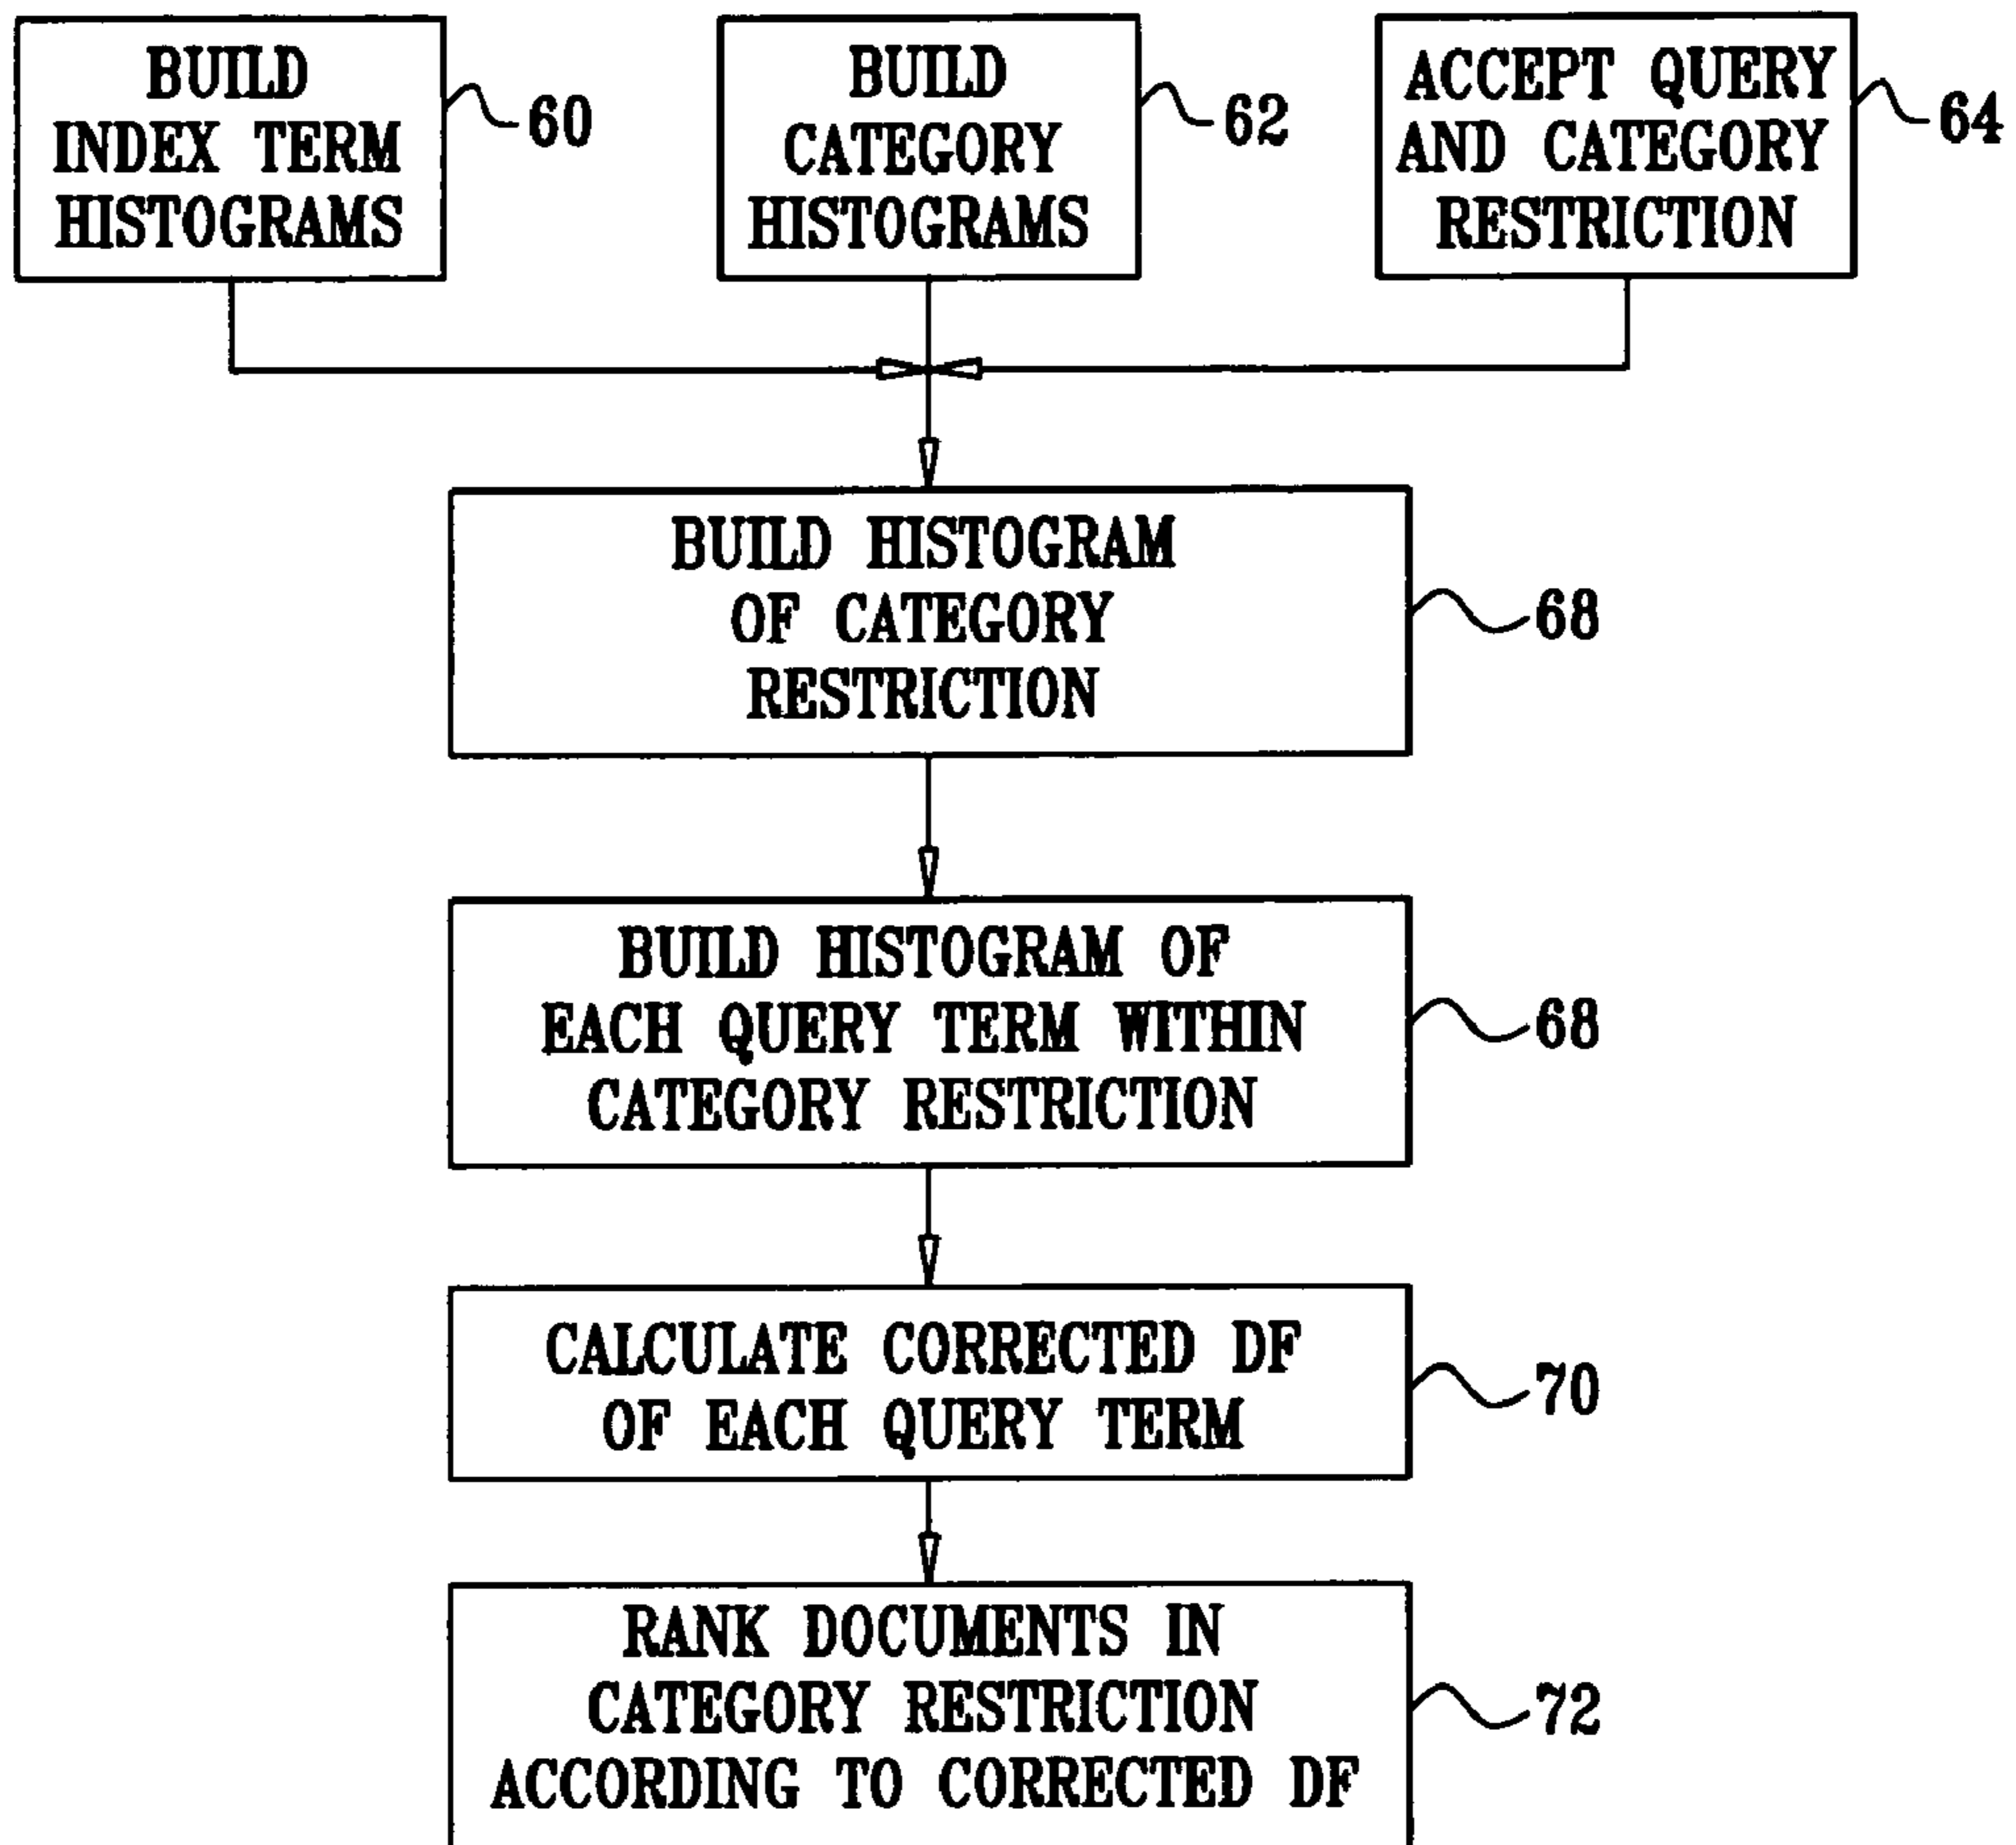 BUILD
INDEX TERM
HISTOGRAMS
60
BUILD
CATEGORY
HISTOGRAMS
62
ACCEPT QUERY
AND CATEGORY
RESTRICTION
64
BUILD HISTOGRAM
OF CATEGORY
RESTRICTION
68
BUILD HISTOGRAM OF
EACH QUERY TERM WITHIN
CATEGORY RESTRICTION
68
CALCULATE CORRECTED DF
OF EACH QUERY TERM
70
RANK DOCUMENTS IN
CATEGORY RESTRICTION
ACCORDING TO CORRECTED DF
72